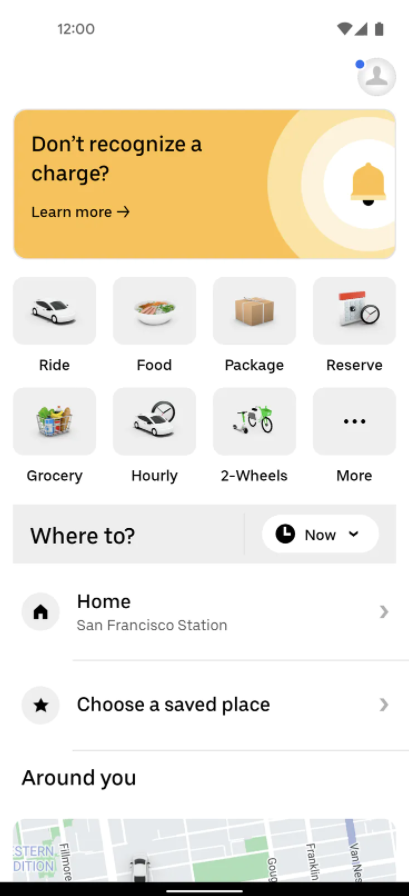 12:00
Don't recognize a
charge?
Learn more →
Ride
Food
Package
Reserve
Grocery
Hourly
2-Wheels
More
Where to?
Now
Home
San Francisco Station
Choose a saved place
Around you
STERN
DITION
Fillmore
Goug
Franklin
Van Nes